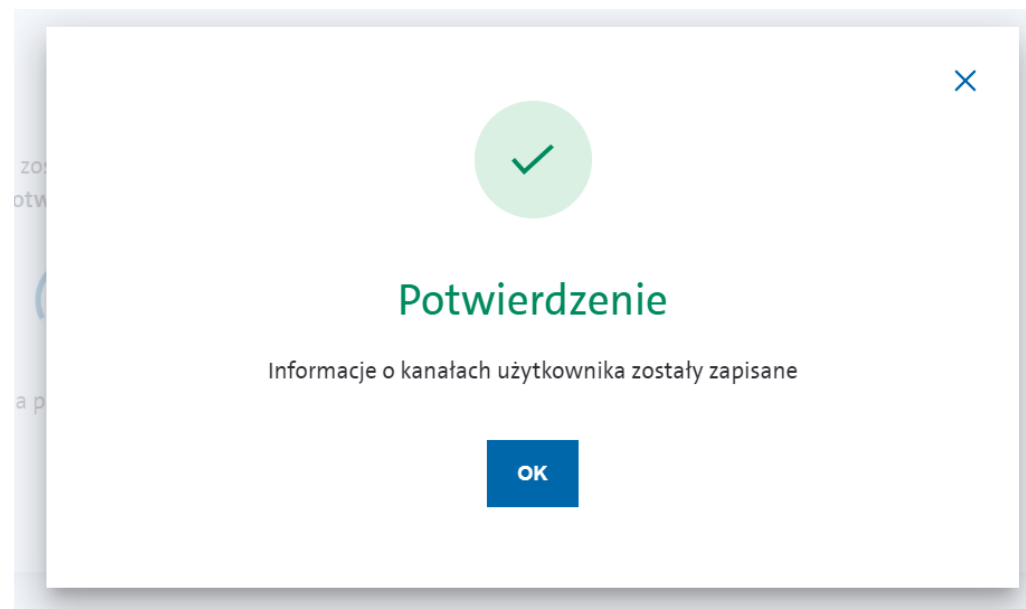 Potwierdzenie
Informacje o kanałach użytkownika zostały zapisane
OK